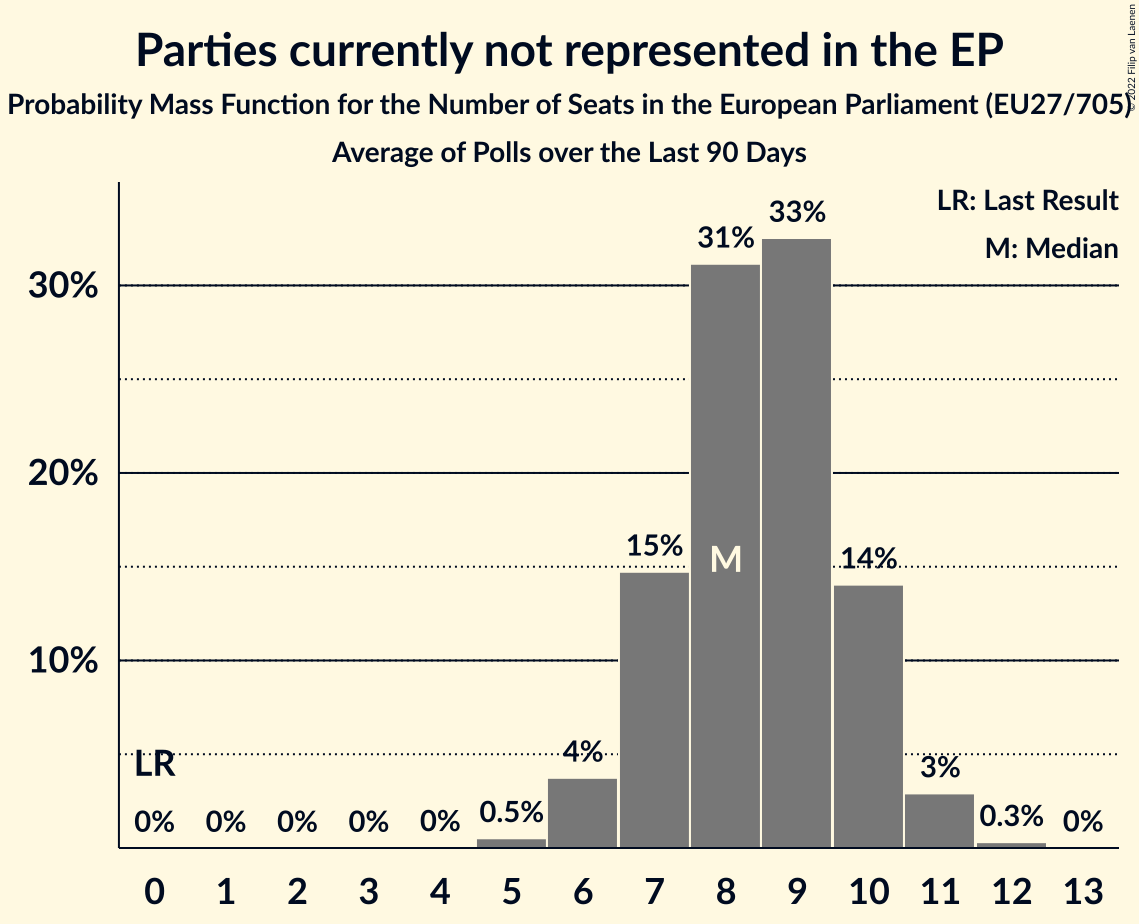 Parties currently not represented in the EP
Probability Mass Function for the Number of Seats in the European Parliament (EU27/705)
Average of Polls over the Last 90 Days
© 2022 Filip van Laenen
LR: Last Result
M: Median
30%
20%
10%
LR
0% 0% 0% 0% 0% 0.5% 4% 15% 31% 33% 14% 3% 0.3% 0%
M
0 1 2 3 4 5 6 7 8 9 10 11 12 13